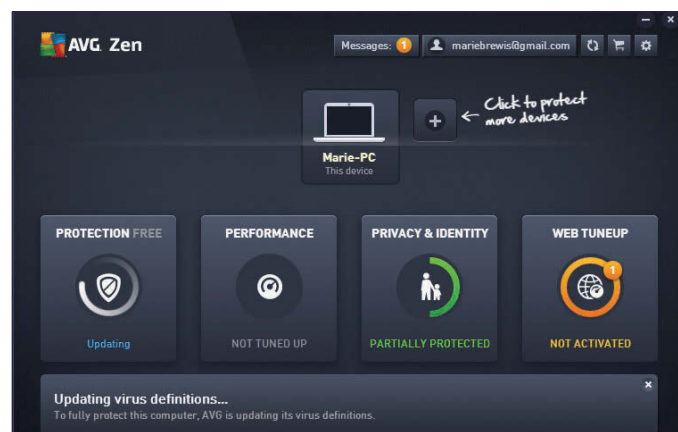 AVG. Zen
Messages: 1
mariebrewis@gmail.com
Click to protect
more devices
Marie-PC
This device
PROTECTION FREE
Updating
PERFORMANCE
NOT TUNED UP
PRIVACY & IDENTITY
PARTIALLY PROTECTED
WEB TUNEUP
1
NOT ACTIVATED
Updating virus definitions...
To fully protect this computer, AVG is updating its virus definitions.